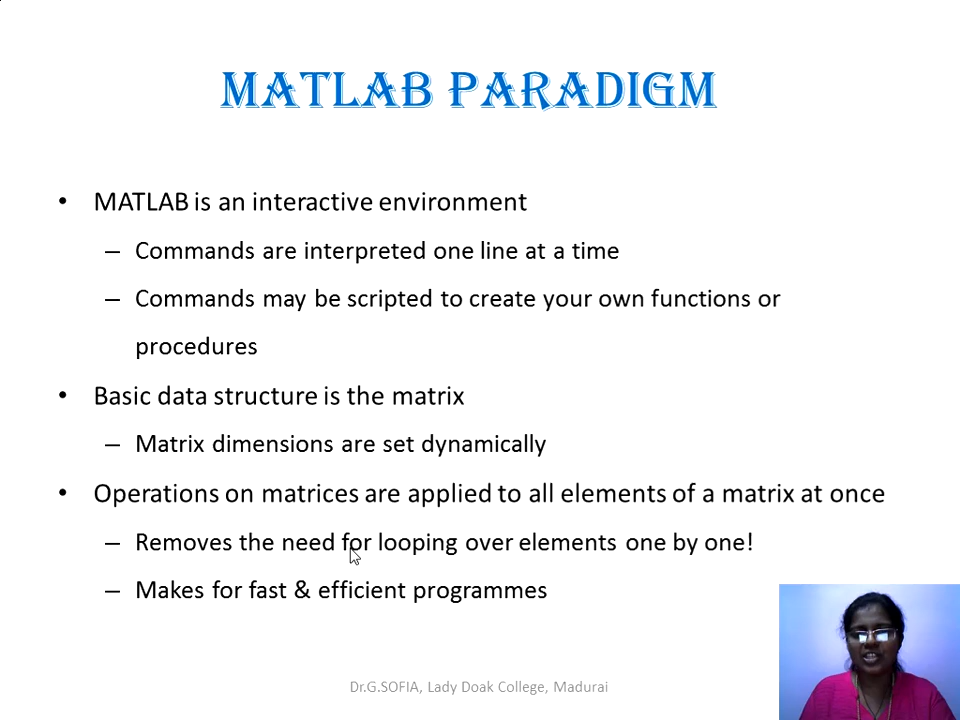 MATLAB PARADIGM
• MATLAB is an interactive environment
– Commands are interpreted one line at a time
– Commands may be scripted to create your own functions or
procedures
• Basic data structure is the matrix
– Matrix dimensions are set dynamically
• Operations on matrices are applied to all elements of a matrix at once
– Removes the need for looping over elements one by one!
– Makes for fast & efficient programmes
Dr.G.SOFIA, Lady Doak College, Madurai